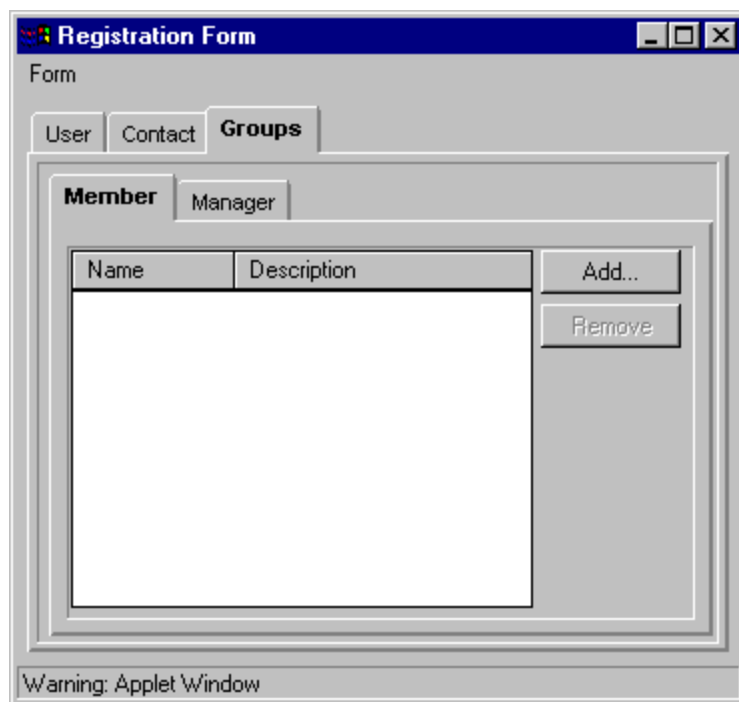 Registration Form
Form
User Contact Groups
Member Manager
Name Description Add...
Remove
Warning: Applet Window